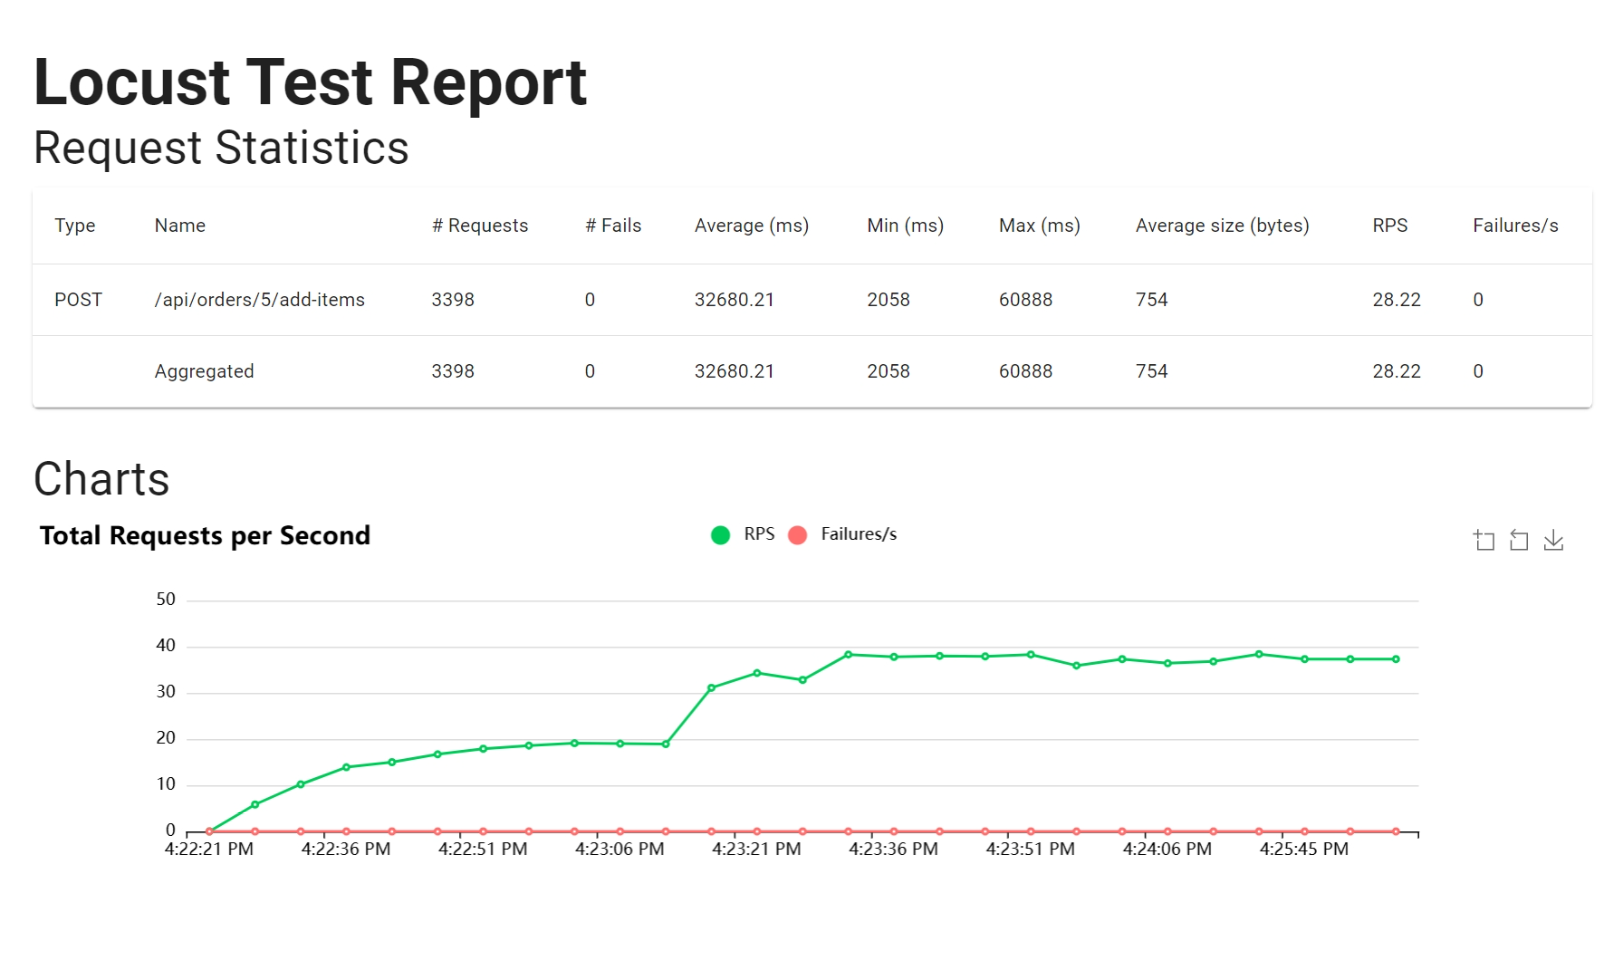 Locust Test Report
Request Statistics
Type Name # Requests # Fails Average (ms) Min (ms) Max (ms) Average size (bytes) RPS Failures/s
POST /api/orders/5/add-items 3398 0 32680.21 2058 60888 754 28.22 0
Aggregated 3398 0 32680.21 2058 60888 754 28.22 0
Charts
Total Requests per Second RPS Failures/s
50
40
30
20
10
0
4:22:21 PM 4:22:36 PM 4:22:51 PM 4:23:06 PM 4:23:21 PM 4:23:36 PM 4:23:51 PM 4:24:06 PM 4:25:45 PM